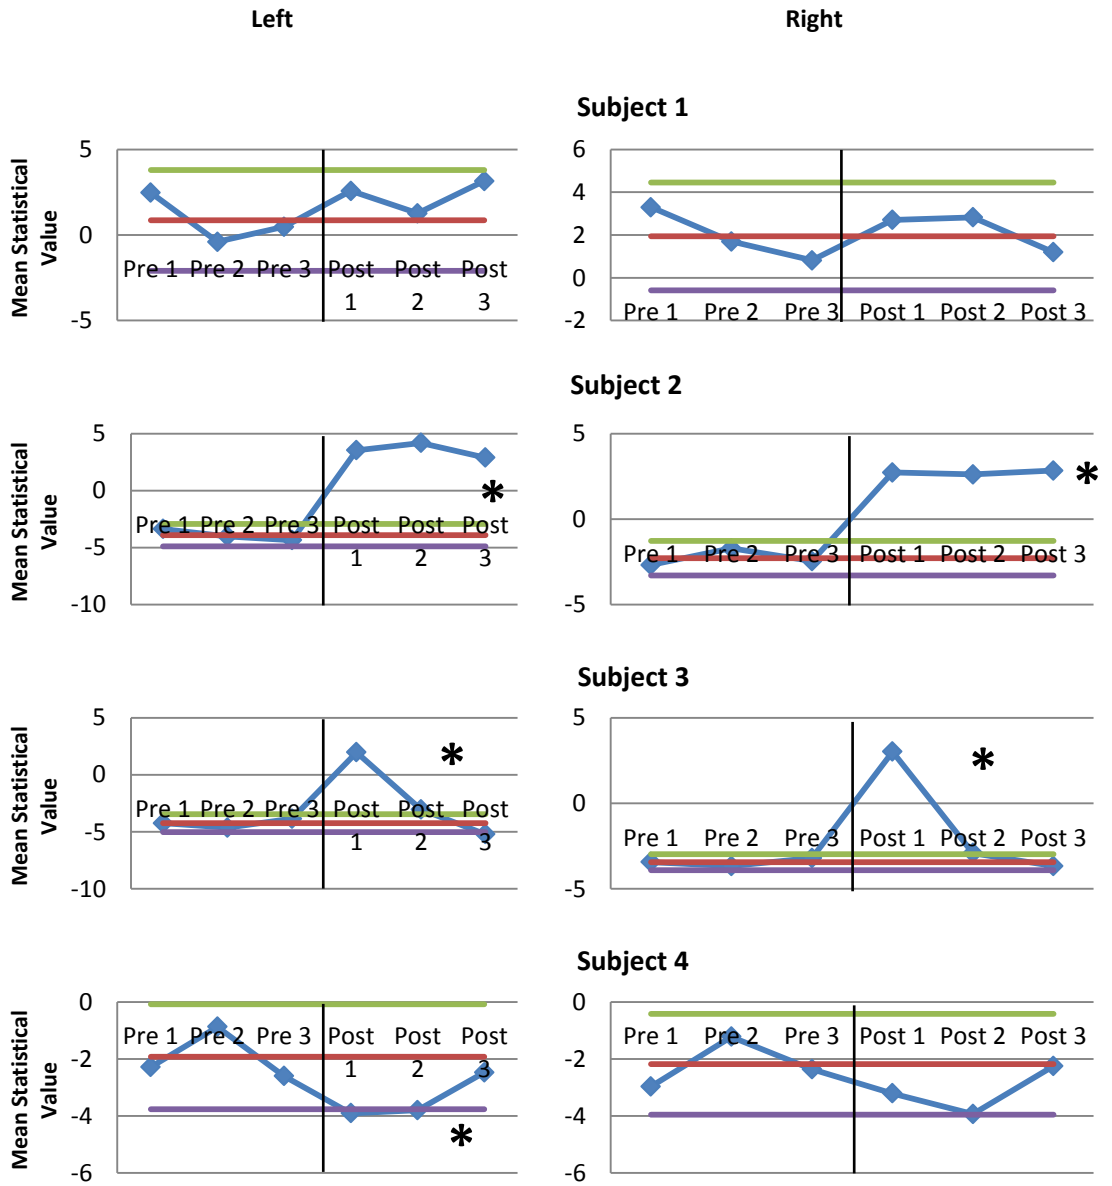 Left
Right
Subject 1
Mean Statistical
Value
5
0
-5
Pre 1 Pre 2 Pre 3 Post Post Post
1 2 3
6
4
2
0
-2
Pre 1 Pre 2 Pre 3 Post 1 Post 2 Post 3
Subject 2
Mean Statistical
Value
5
0
-5
-10
Pre 1 Pre 2 Pre 3 Post Post Post
1 2 3
*
5
0
-5
Pre 1 Pre 2 Pre 3 Post 1 Post 2 Post 3
*
Subject 3
Mean Statistical
Value
5
0
-5
-10
Pre 1 Pre 2 Pre 3 Post Post Post
1 2 3
*
5
0
-5
Pre 1 Pre 2 Pre 3 Post 1 Post 2 Post 3
*
Subject 4
Mean Statistical
Value
0
-2
-4
-6
Pre 1 Pre 2 Pre 3 Post Post Post
1 2 3
*
0
-2
-4
-6
Pre 1 Pre 2 Pre 3 Post 1 Post 2 Post 3